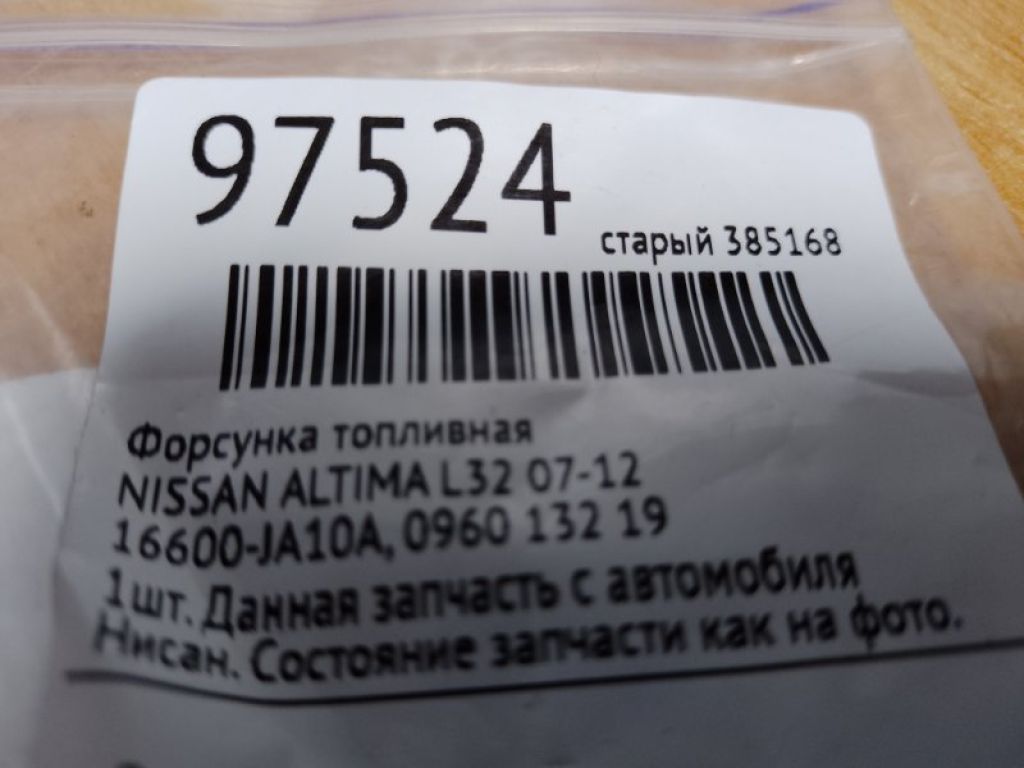 97524
старый 385168
Форсунка топливная
NISSAN ALTIMA L32 07-12
16600-JA10A, 0960 132 19
1 шт. Данная запчасть с автомобиля
Нисан. Состояние запчасти как на фото.